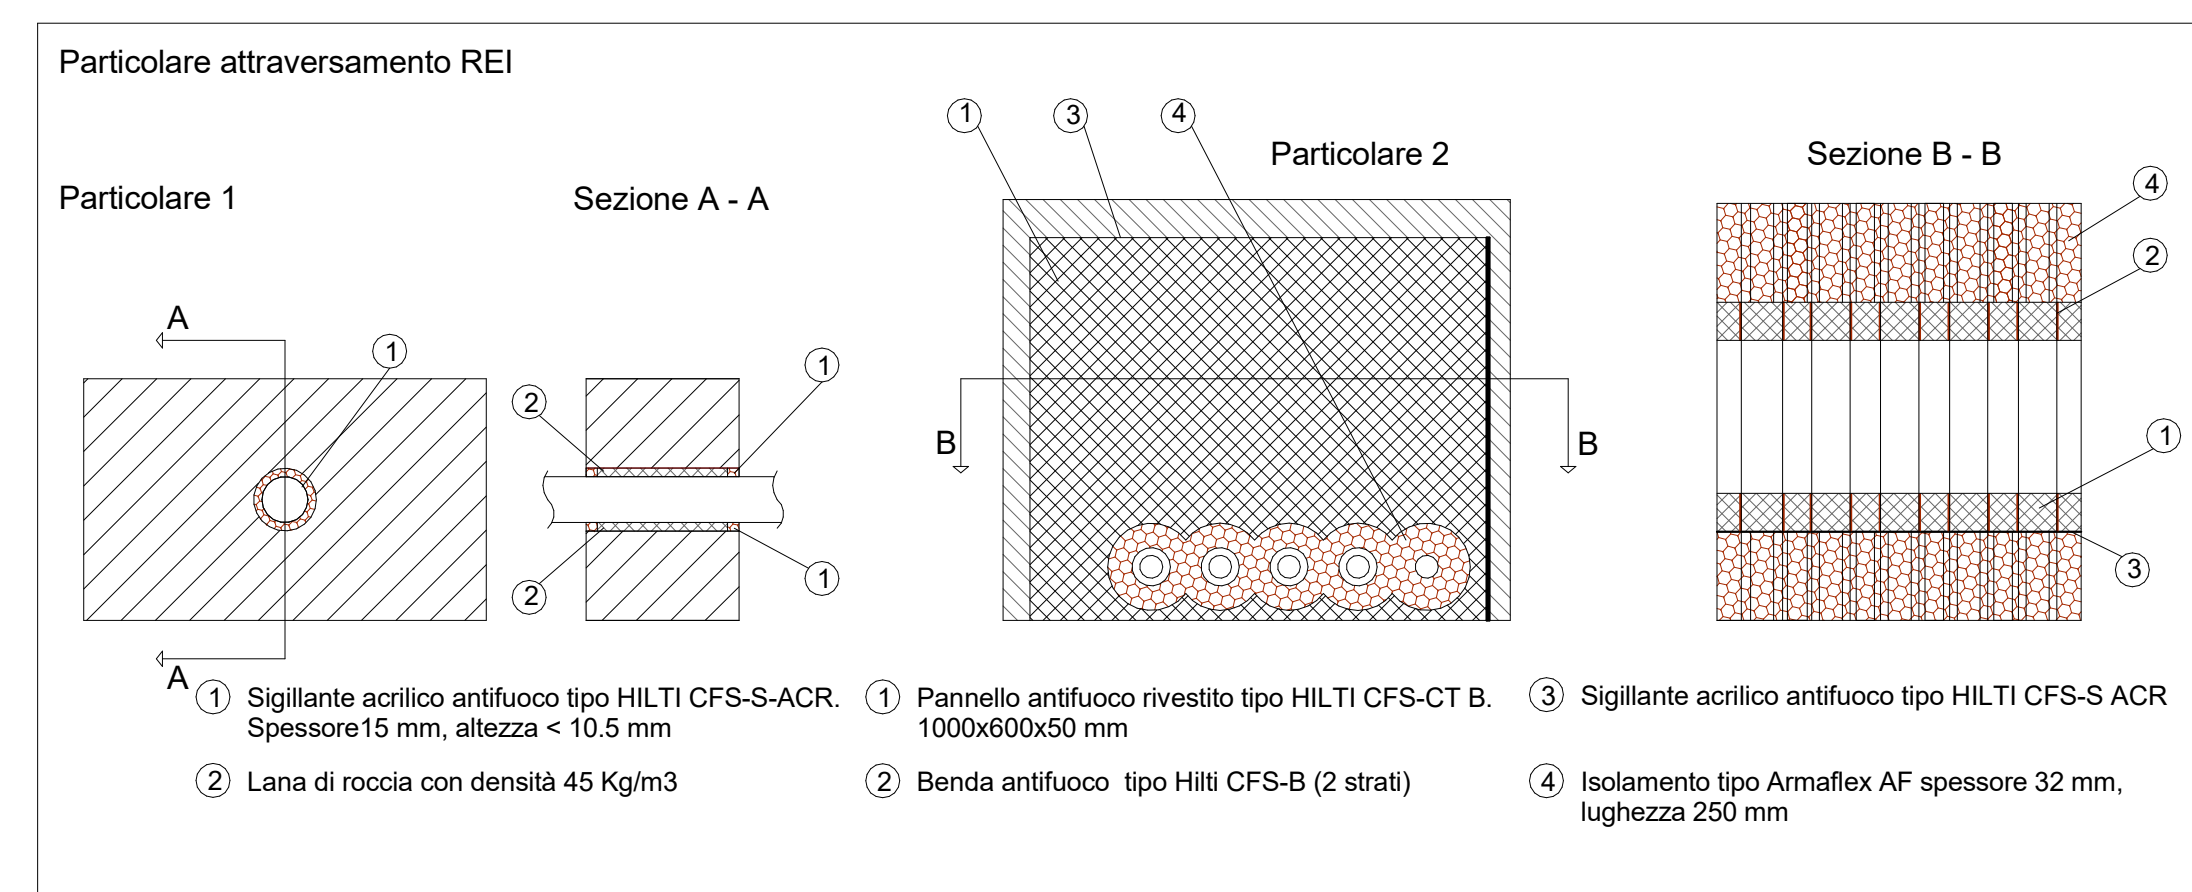 Particolare attraversamento REI
Particolare 1
Sezione A - A
A
1
A
2
1
2
1
1
3
4
Particolare 2
B
B
Sezione B - B
4
2
1
3
1 Sigillante acrilico antifuoco tipo HILTI CFS-S-ACR.
Spessore15 mm, altezza < 10.5 mm
2 Lana di roccia con densità 45 Kg/m3
1 Pannello antifuoco rivestito tipo HILTI CFS-CT B.
1000x600x50 mm
2 Benda antifuoco tipo Hilti CFS-B (2 strati)
3 Sigillante acrilico antifuoco tipo HILTI CFS-S ACR
4 Isolamento tipo Armaflex AF spessore 32 mm,
lughezza 250 mm